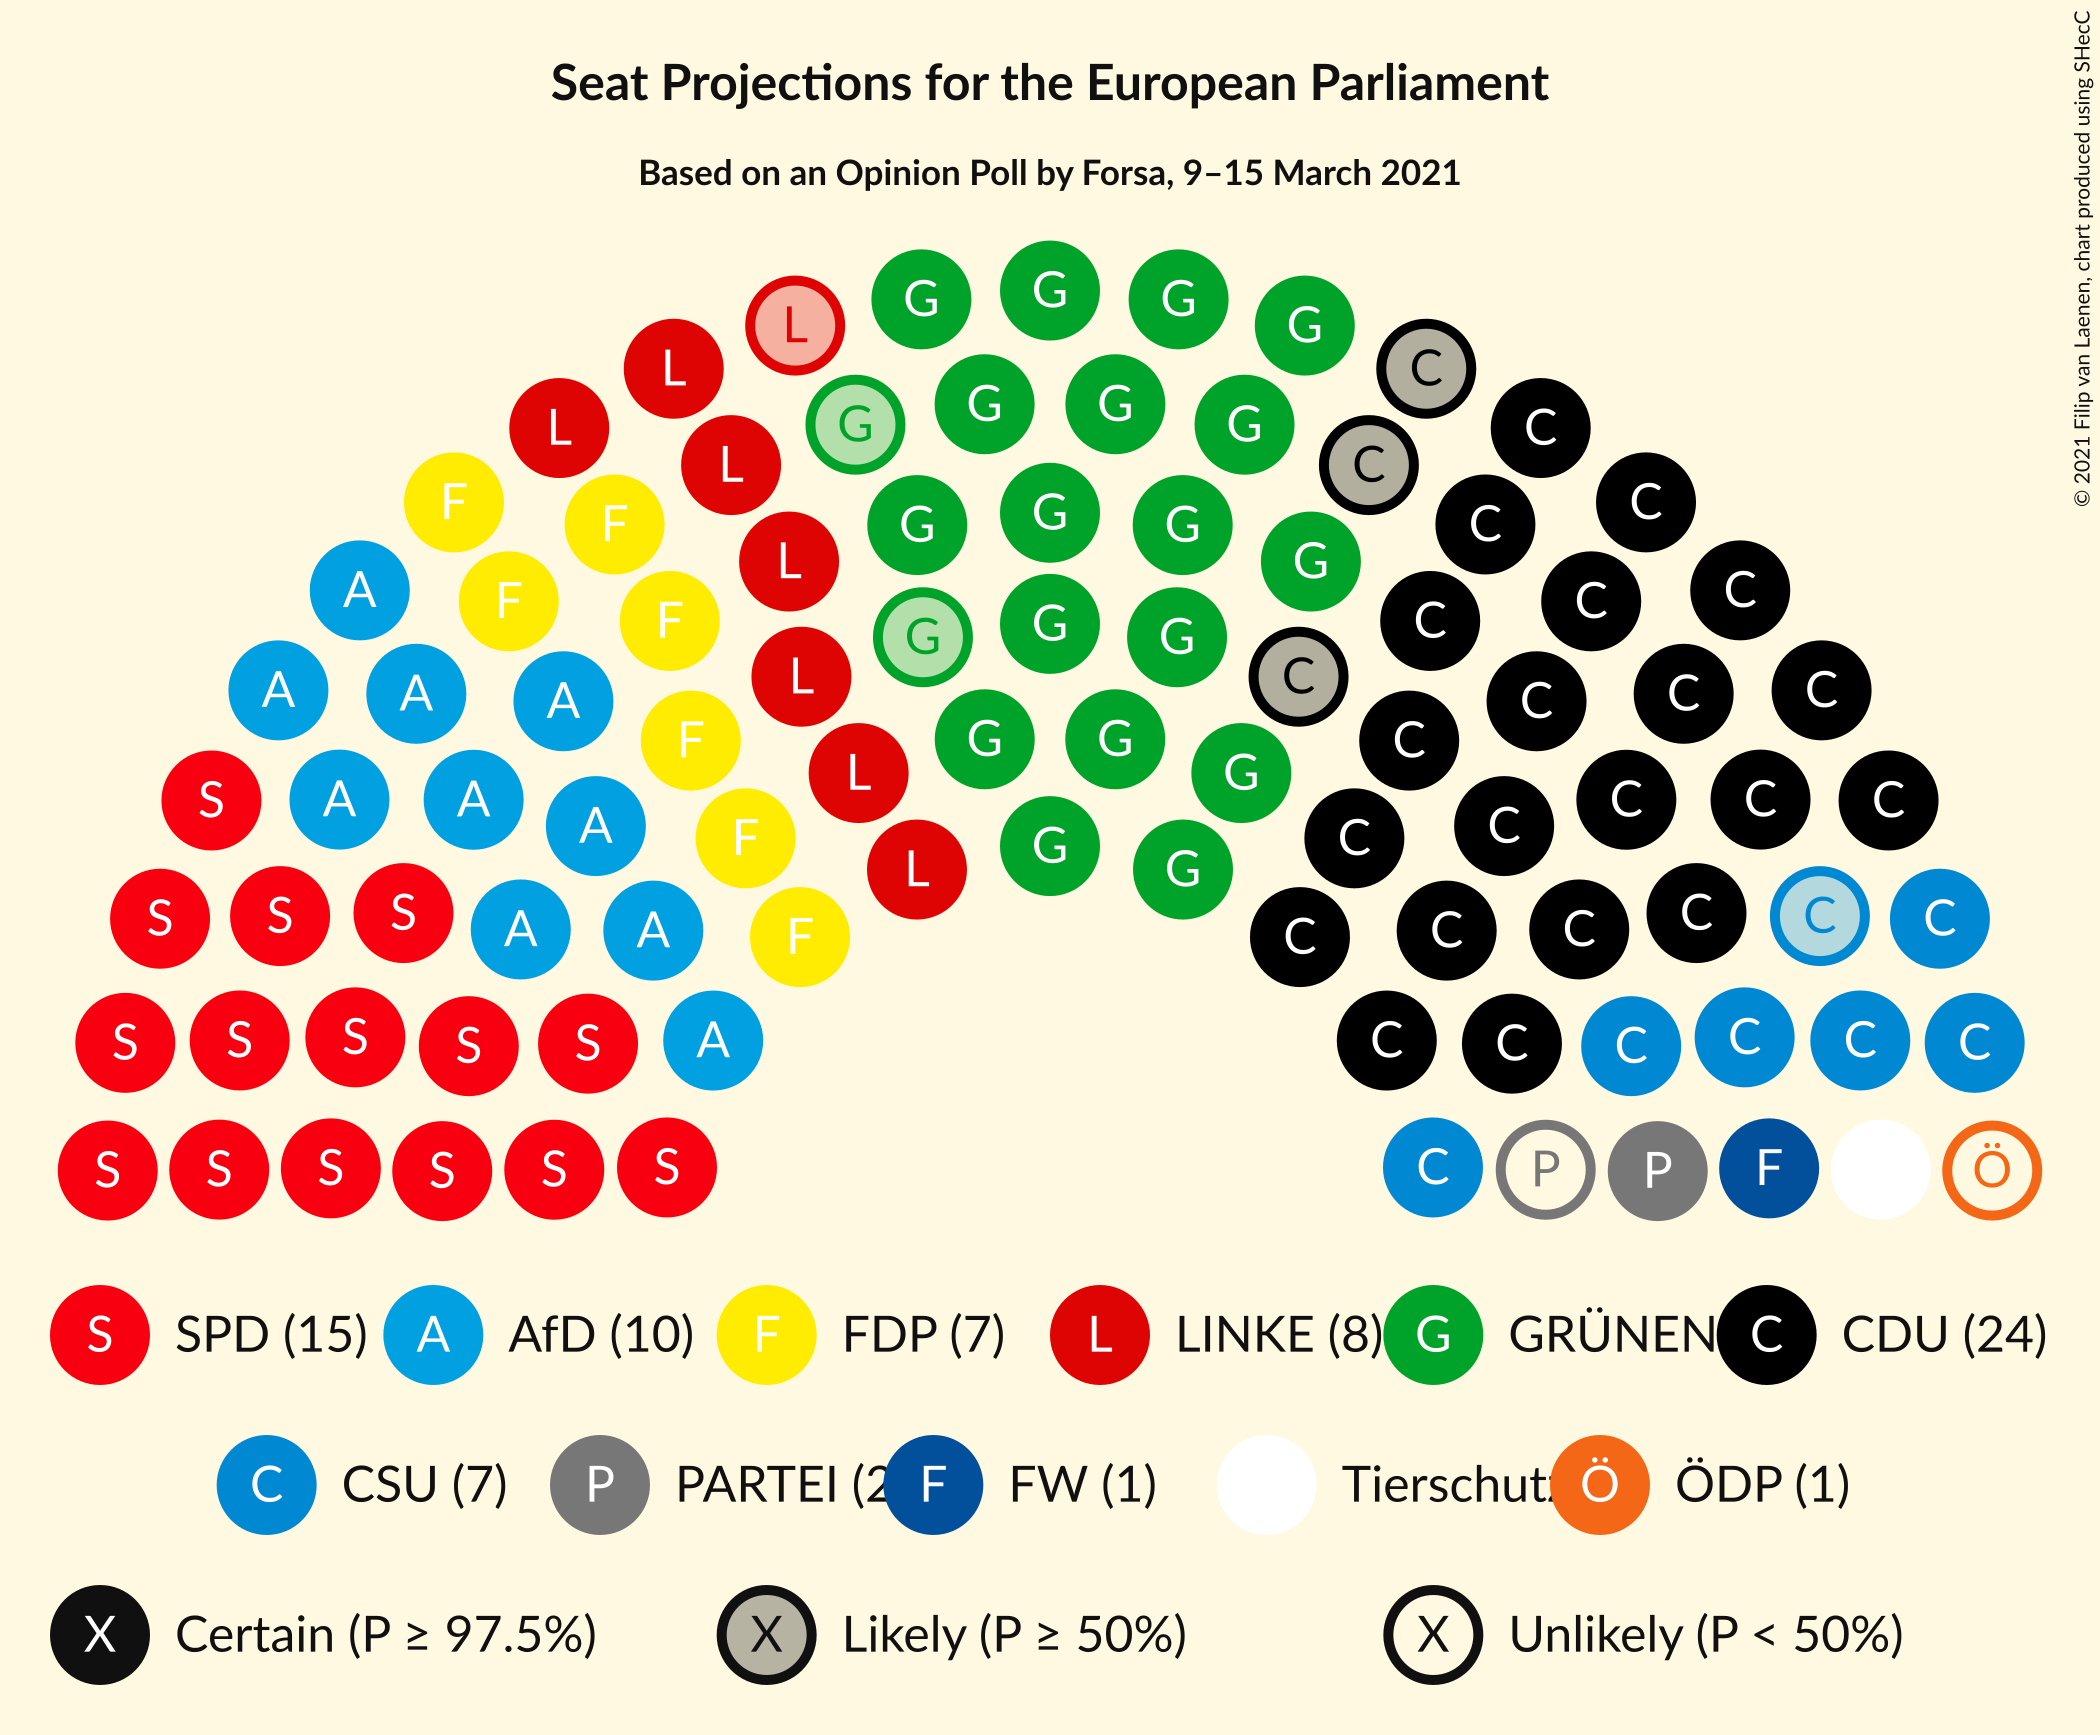 Seat Projections for the European Parliament
Based on an Opinion Poll by Forsa, 9–15 March 2021
© 2021 Filip van Laenen, chart produced using SHecC
G G G G
L C
L G G G G C
L L C C
F F G G G G C C
A F F L L G C C C
A A A F L G G G C C C C C
S A A A F L G G G C C C C C
S S S A A F L G G C C C C C C
S S S S S A C C C C C C
S S S S S S C P P F Ö
S SPD (15) A AfD (10) F FDP (7) L LINKE (8) G GRÜNEN C CDU (24)
C CSU (7) P PARTEI (2 F FW (1) Tierschutz Ö ÖDP (1)
X Certain (P ≥ 97.5%) X Likely (P ≥ 50%) X Unlikely (P < 50%)